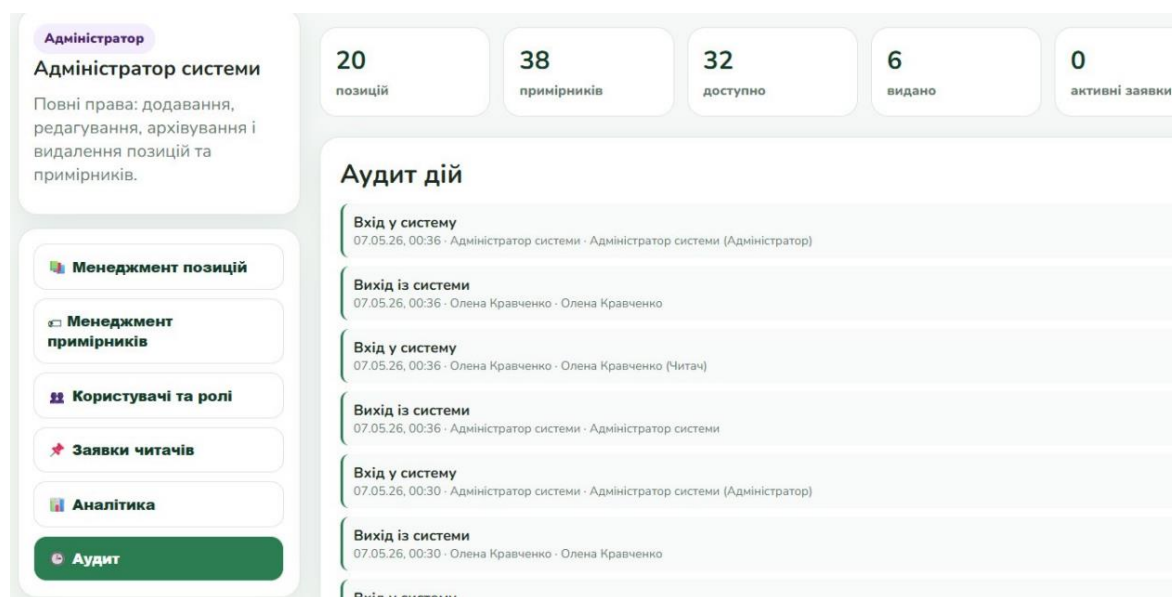 Адміністратор
Адміністратор системи
Повні права: додавання,
редагування, архівування і
видалення позицій та
примірників.
Менеджмент позицій
Менеджмент
примірників
Користувачі та ролі
Заявки читачів
Аналітика
Аудит
20
позицій
38
примірників
32
доступно
6
видано
0
активні заявки
Аудит дій
Вхід у систему
07.05.26, 00:36 · Адміністратор системи · Адміністратор системи (Адміністратор)
Вихід із системи
07.05.26, 00:36 · Олена Кравченко · Олена Кравченко
Вхід у систему
07.05.26, 00:36 · Олена Кравченко · Олена Кравченко (Читач)
Вихід із системи
07.05.26, 00:36 · Адміністратор системи · Адміністратор системи
Вхід у систему
07.05.26, 00:30 · Адміністратор системи · Адміністратор системи (Адміністратор)
Вихід із системи
07.05.26, 00:30 · Олена Кравченко · Олена Кравченко
Вхід у систему